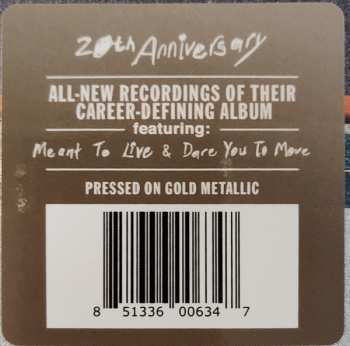 20th Anniversary
ALL-NEW RECORDINGS OF THEIR
CAREER-DEFINING ALBUM
featuring:
Meant To Live & Dare You To Move
PRESSED ON GOLD METALLIC
8 51336 00634 7